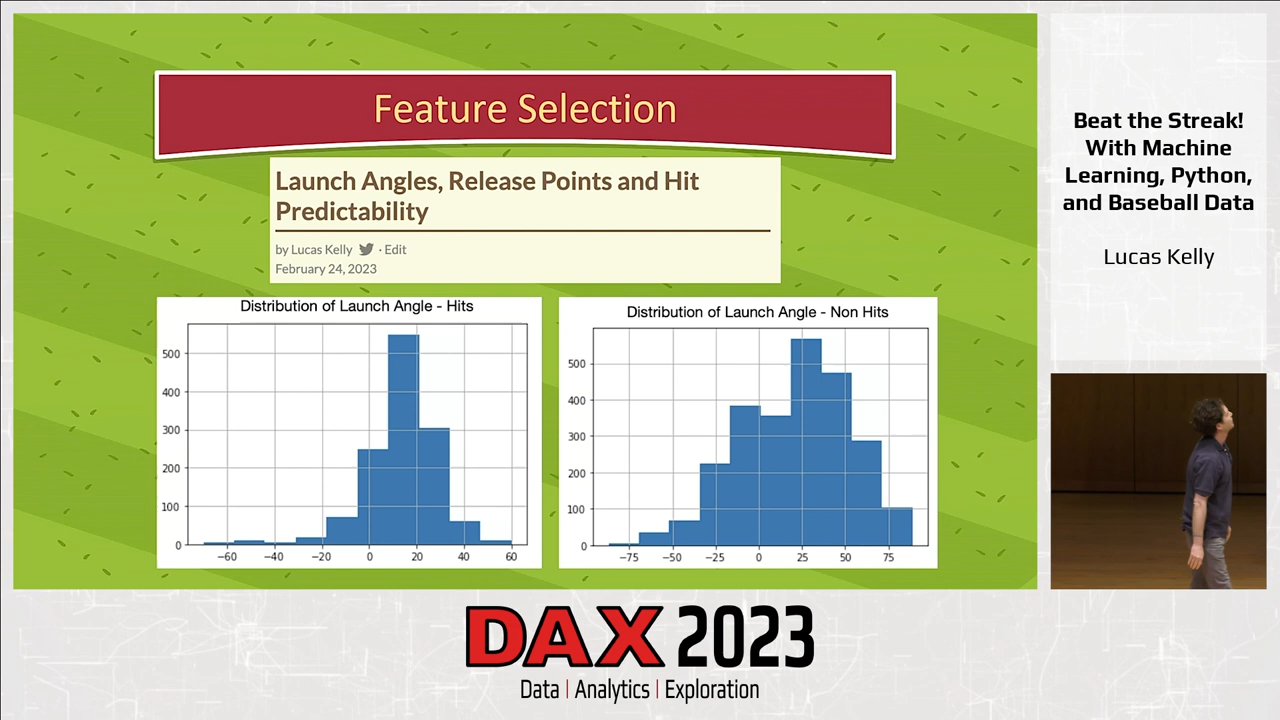 Feature Selection
Launch Angles, Release Points and Hit
Predictability
by Lucas Kelly · Edit
February 24, 2023
Distribution of Launch Angle - Hits
500
400
300
200
100
0
−60 −40 −20 0 20 40 60
Distribution of Launch Angle - Non Hits
500
400
300
200
100
0
−75 −50 −25 0 25 50 75
Beat the Streak!
With Machine
Learning, Python,
and Baseball Data
Lucas Kelly
DAX 2023
Data | Analytics | Exploration